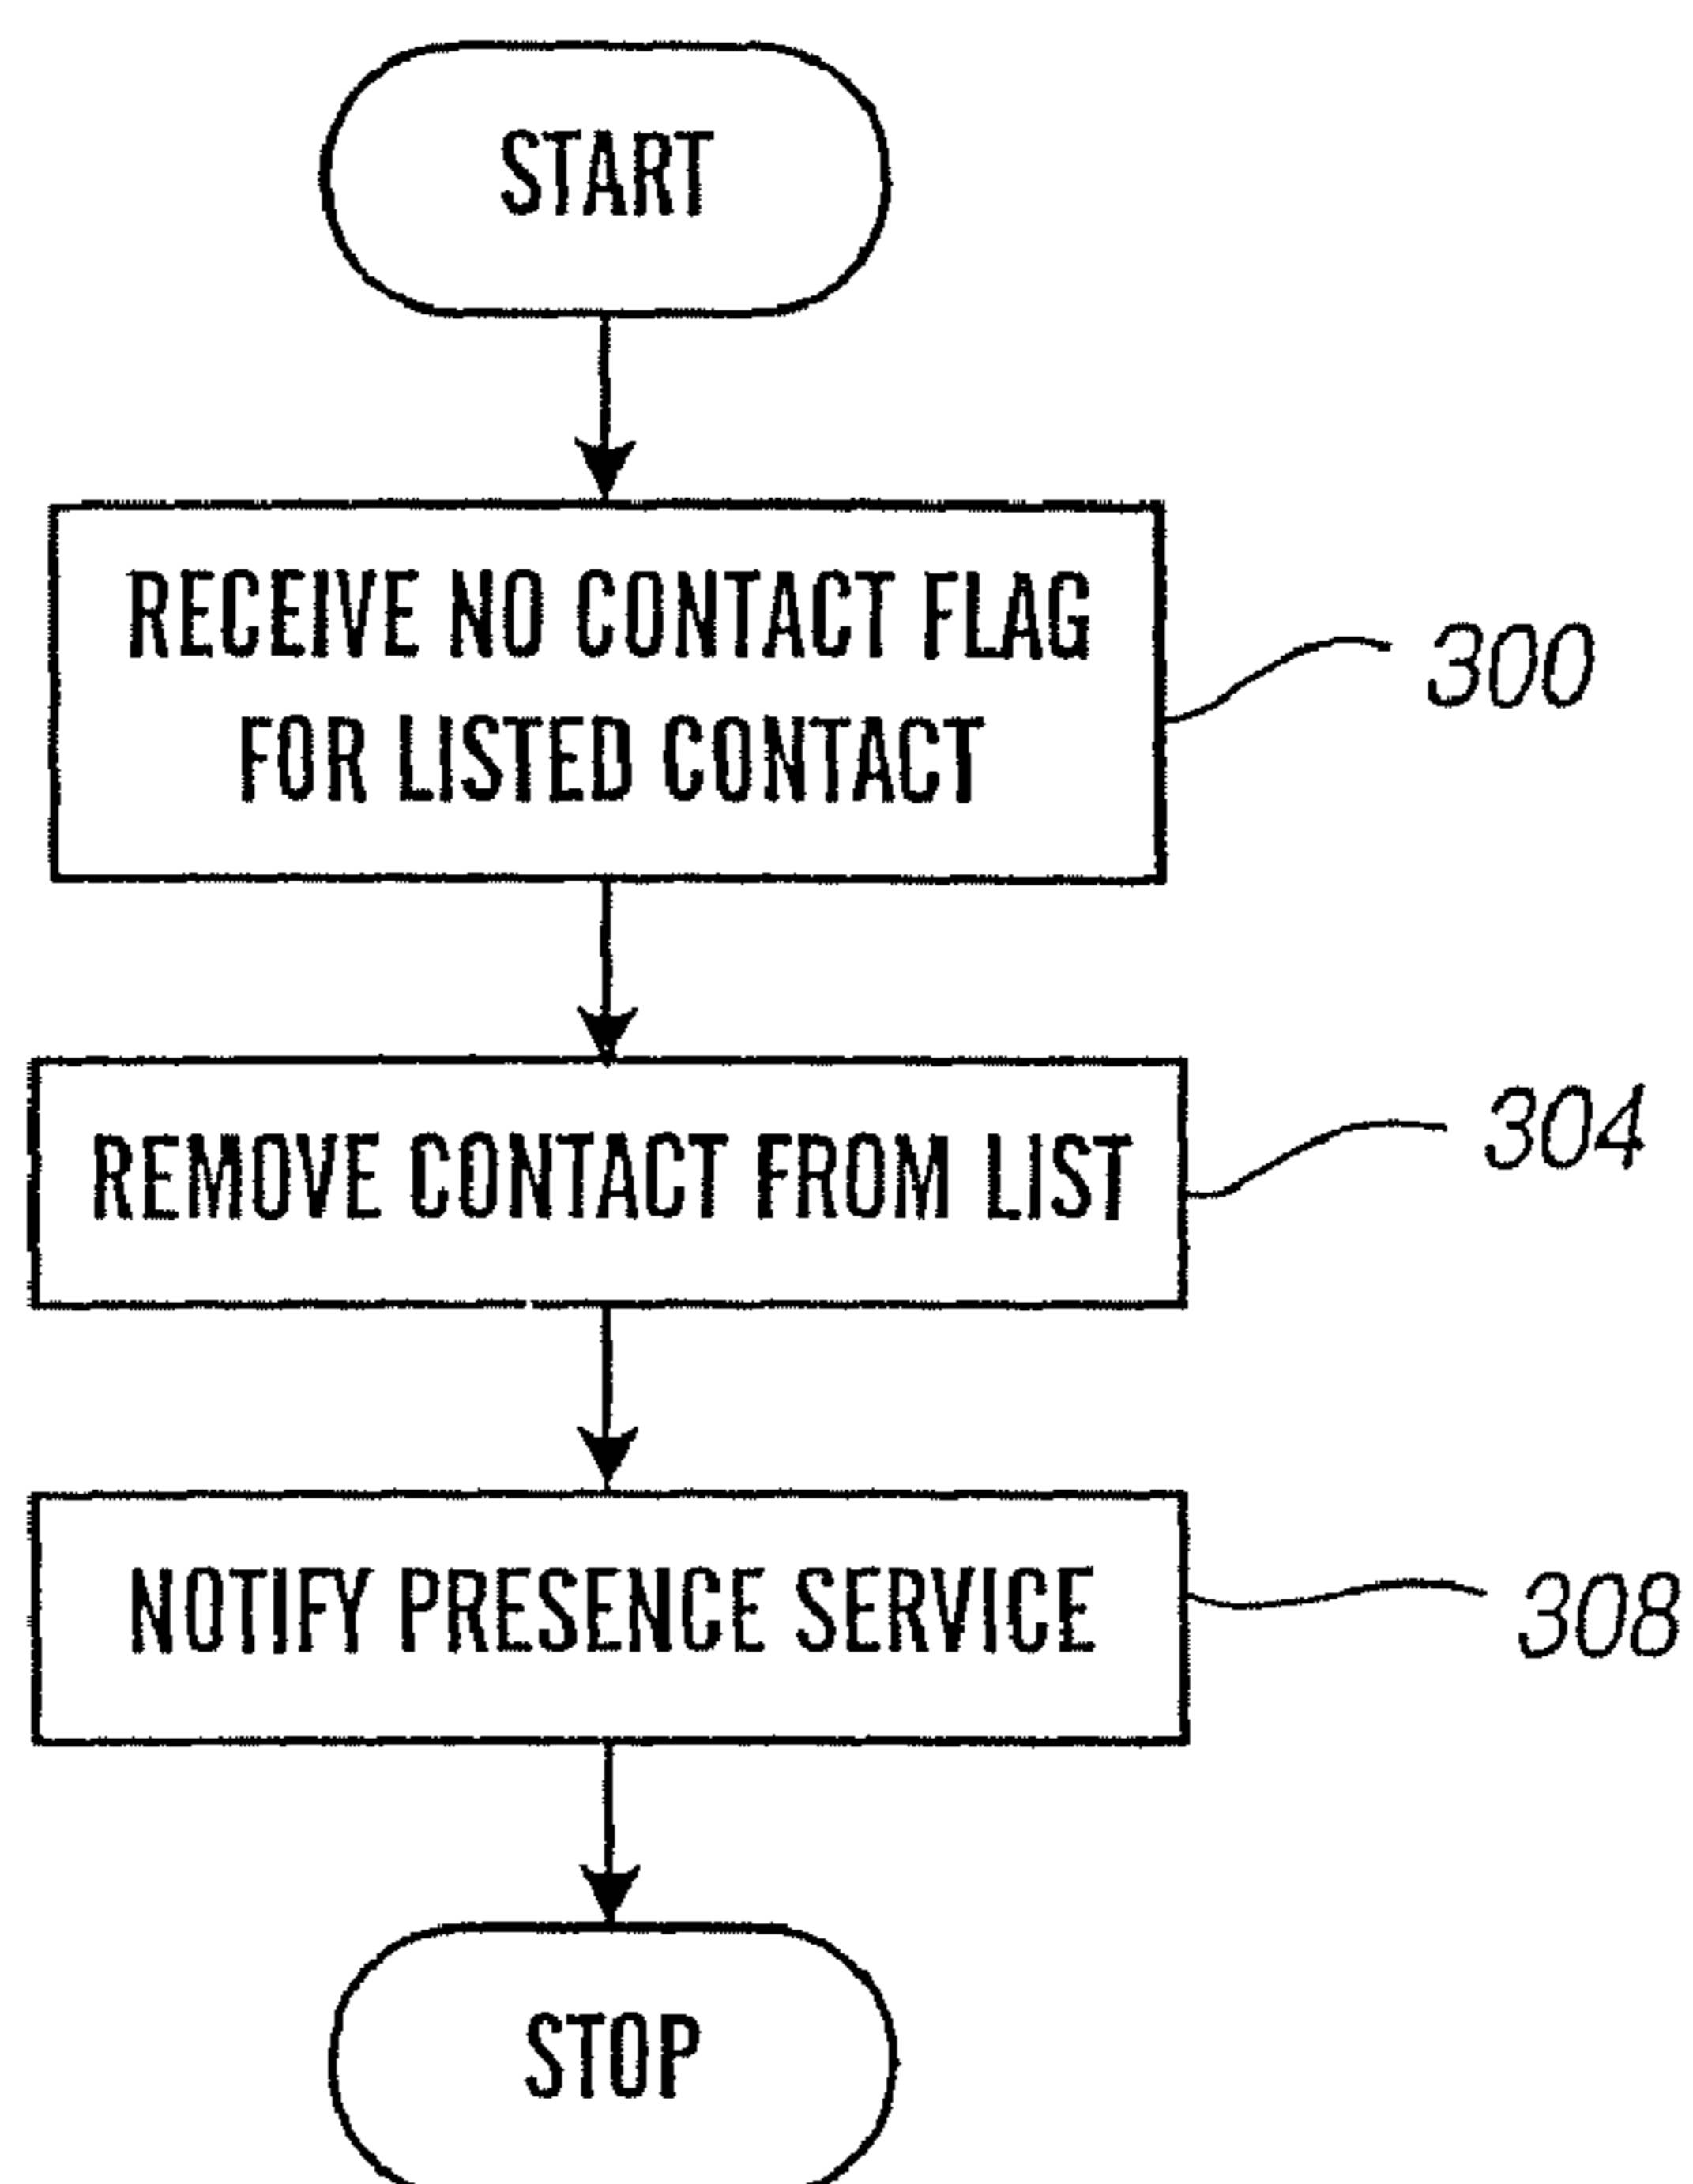 START
RECEIVE NO CONTACT FLAG
FOR LISTED CONTACT
300
REMOVE CONTACT FROM LIST
304
NOTIFY PRESENCE SERVICE
308
STOP